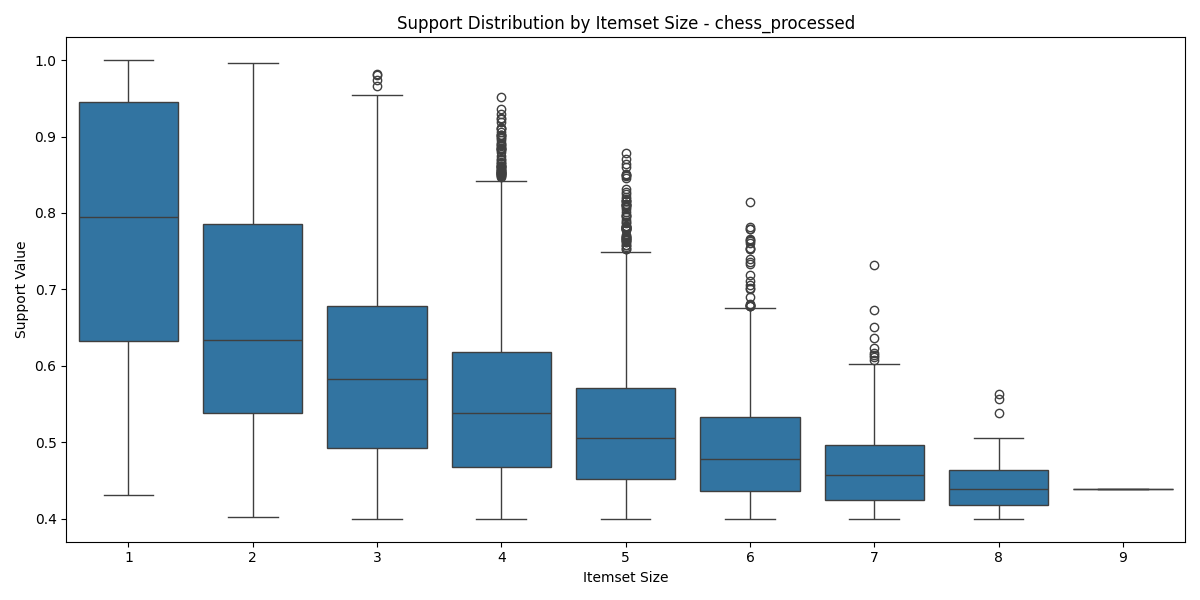 Support Distribution by Itemset Size - chess_processed
Support Value
1.0
0.9
0.8
0.7
0.6
0.5
0.4
1 2 3 4 5 6 7 8 9
Itemset Size